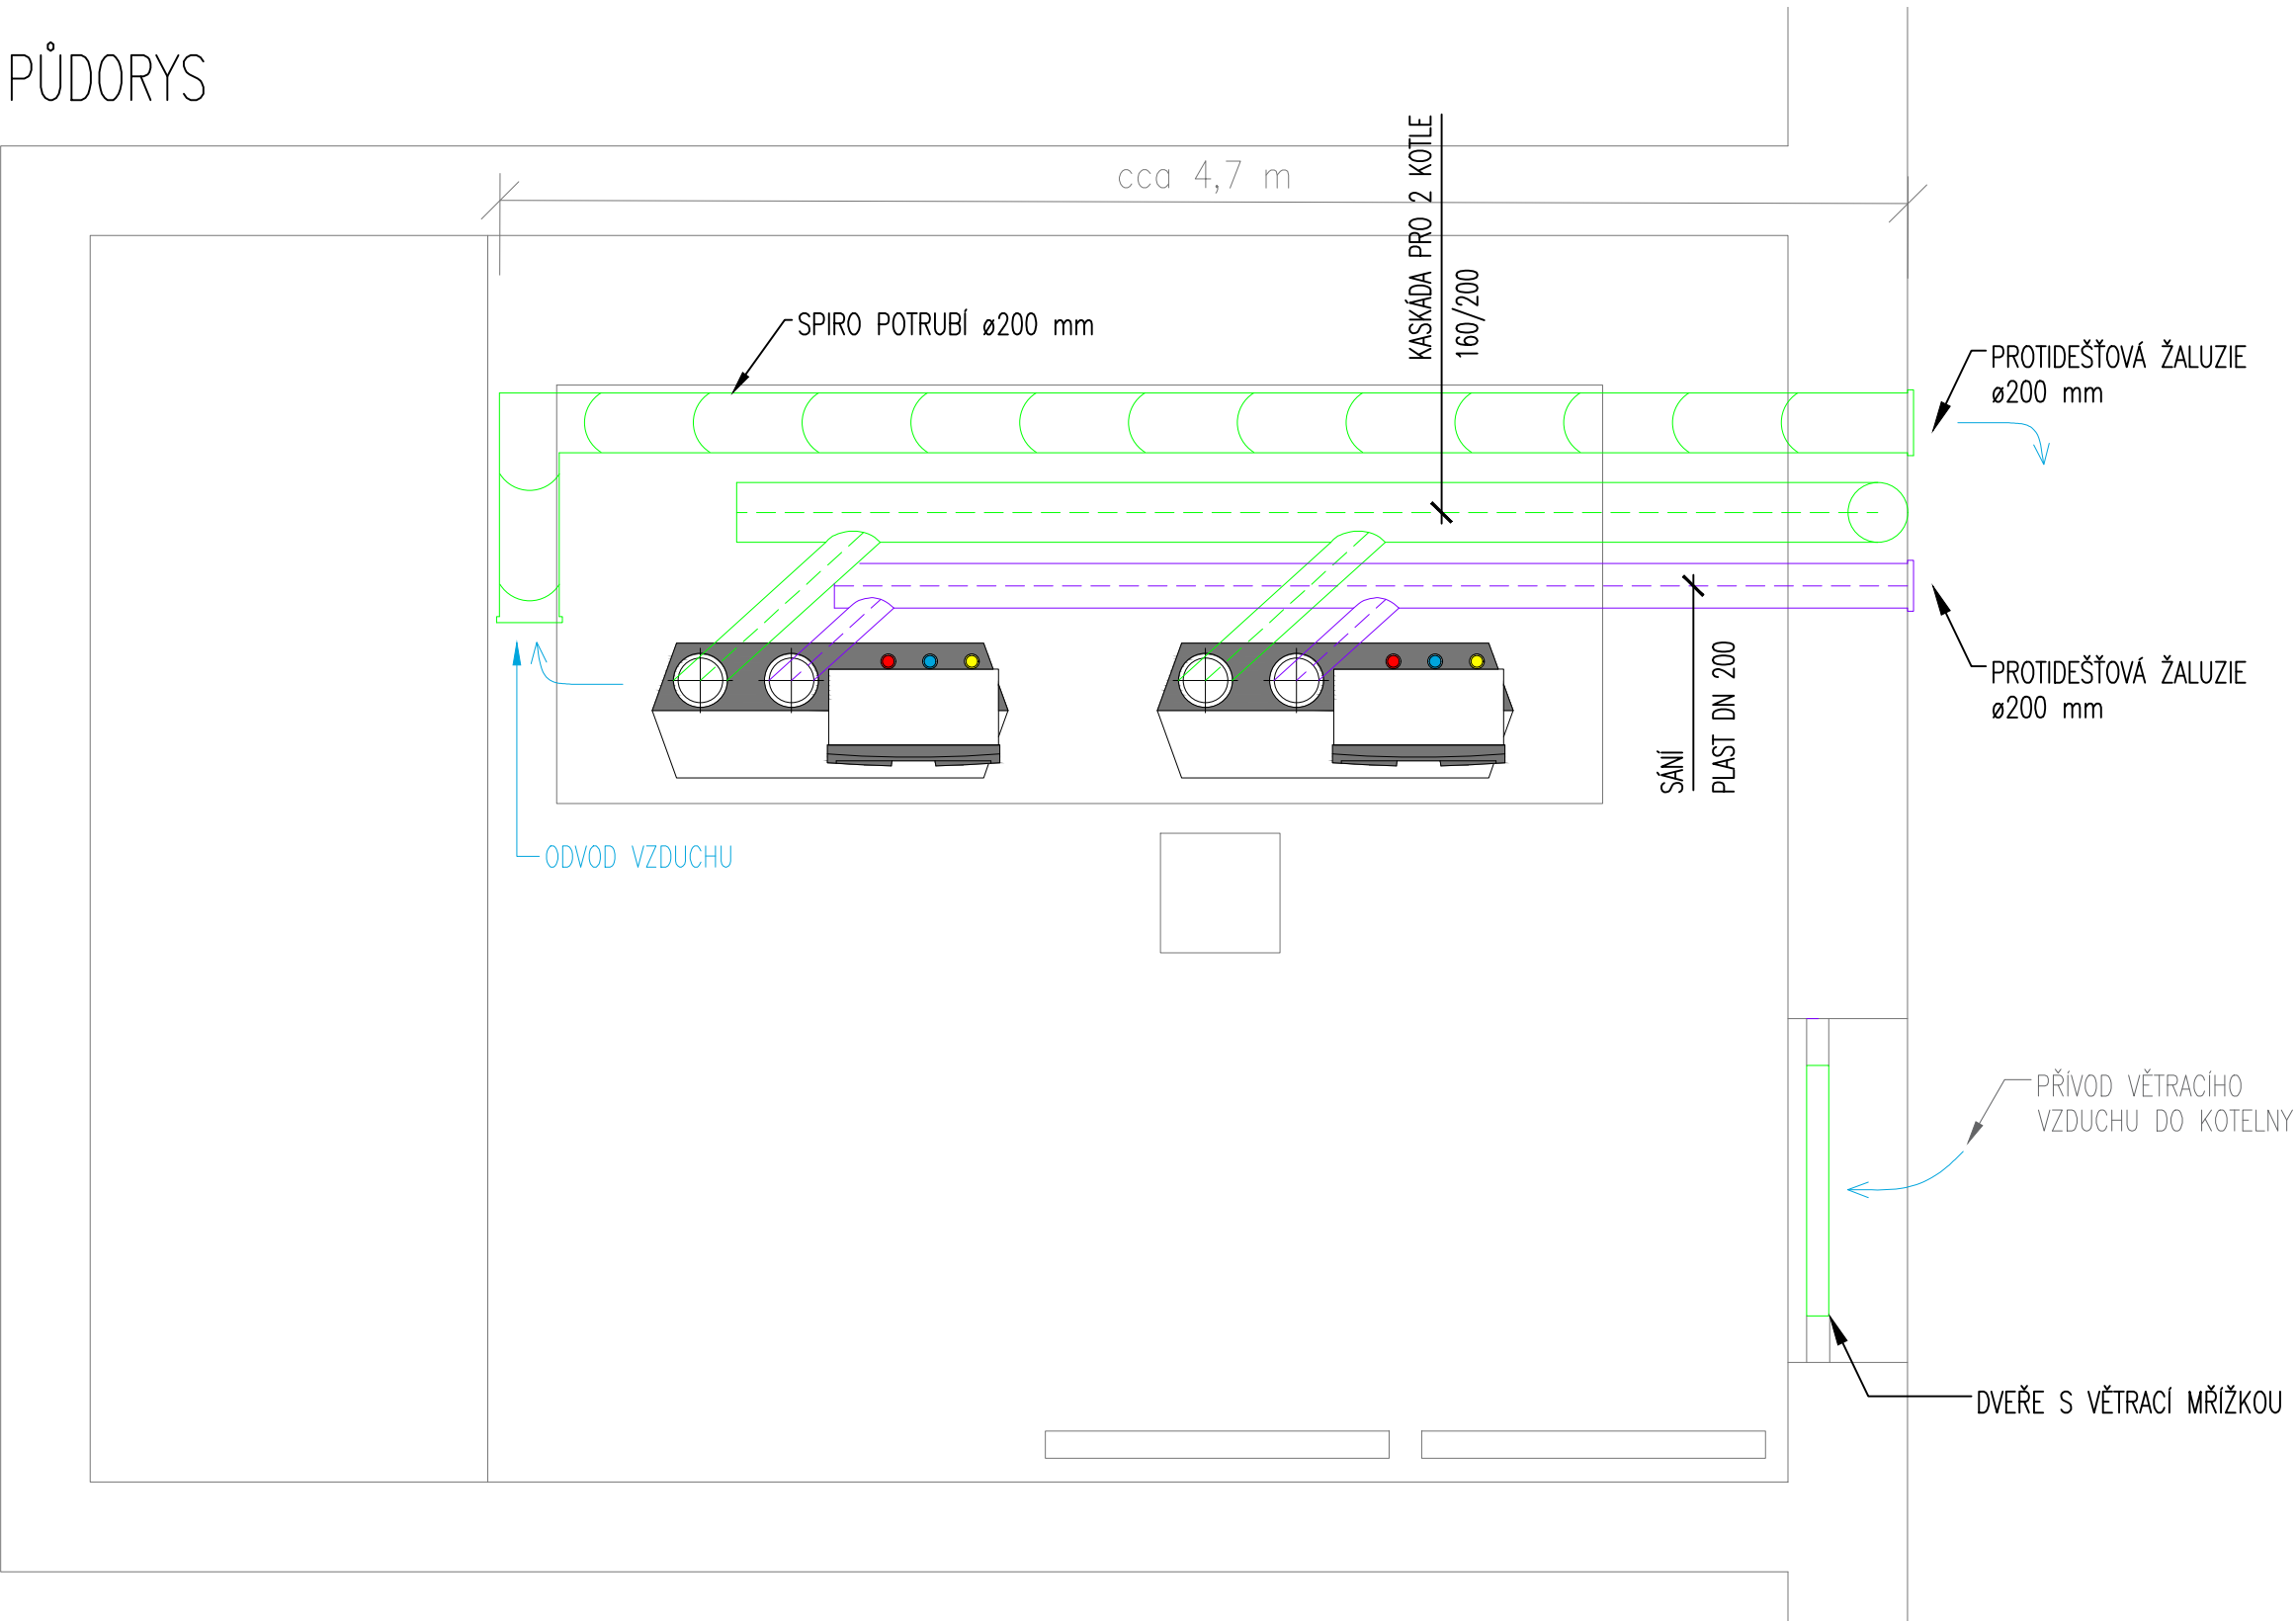 PŮDORYS
cca 4,7 m
KASKÁDA PRO 2 KOTLE
160/200
SPIRO POTRUBÍ ø200 mm
PROTIDEŠŤOVÁ ŽALUZIE
ø200 mm
PROTIDEŠŤOVÁ ŽALUZIE
ø200 mm
SÁNÍ
PLAST DN 200
ODVOD VZDUCHU
PŘÍVOD VĚTRACÍHO
VZDUCHU DO KOTELNY
DVEŘE S VĚTRACÍ MŘÍŽKOU